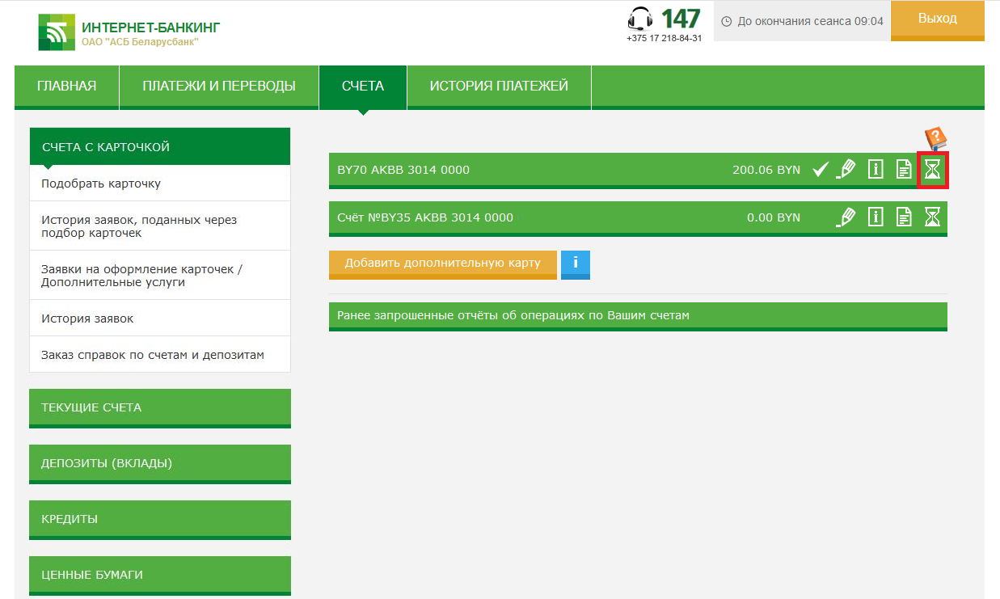 ИНТЕРНЕТ-БАНКИНГ
ОАО "АСБ Беларусбанк"
147
+375 17 218-84-31
До окончания сеанса 09:04
Выход
ГЛАВНАЯ
ПЛАТЕЖИ И ПЕРЕВОДЫ
СЧЕТА
ИСТОРИЯ ПЛАТЕЖЕЙ
СЧЕТА С КАРТОЧКОЙ
Подобрать карточку
История заявок, поданных через
подбор карточек
Заявки на оформление карточек /
Дополнительные услуги
История заявок
Заказ справок по счетам и депозитам
ТЕКУЩИЕ СЧЕТА
ДЕПОЗИТЫ (ВКЛАДЫ)
КРЕДИТЫ
ЦЕННЫЕ БУМАГИ
?
BY70 AKBB 3014 0000 200.06 BYN
Счёт №BY35 AKBB 3014 0000 0.00 BYN
Добавить дополнительную карту
i
Ранее запрошенные отчёты об операциях по Вашим счетам